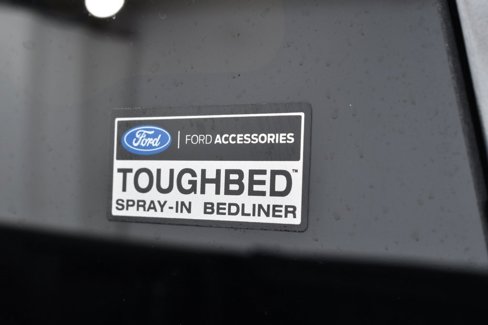 Ford | FORD ACCESSORIES
TOUGHBED™
SPRAY-IN BEDLINER